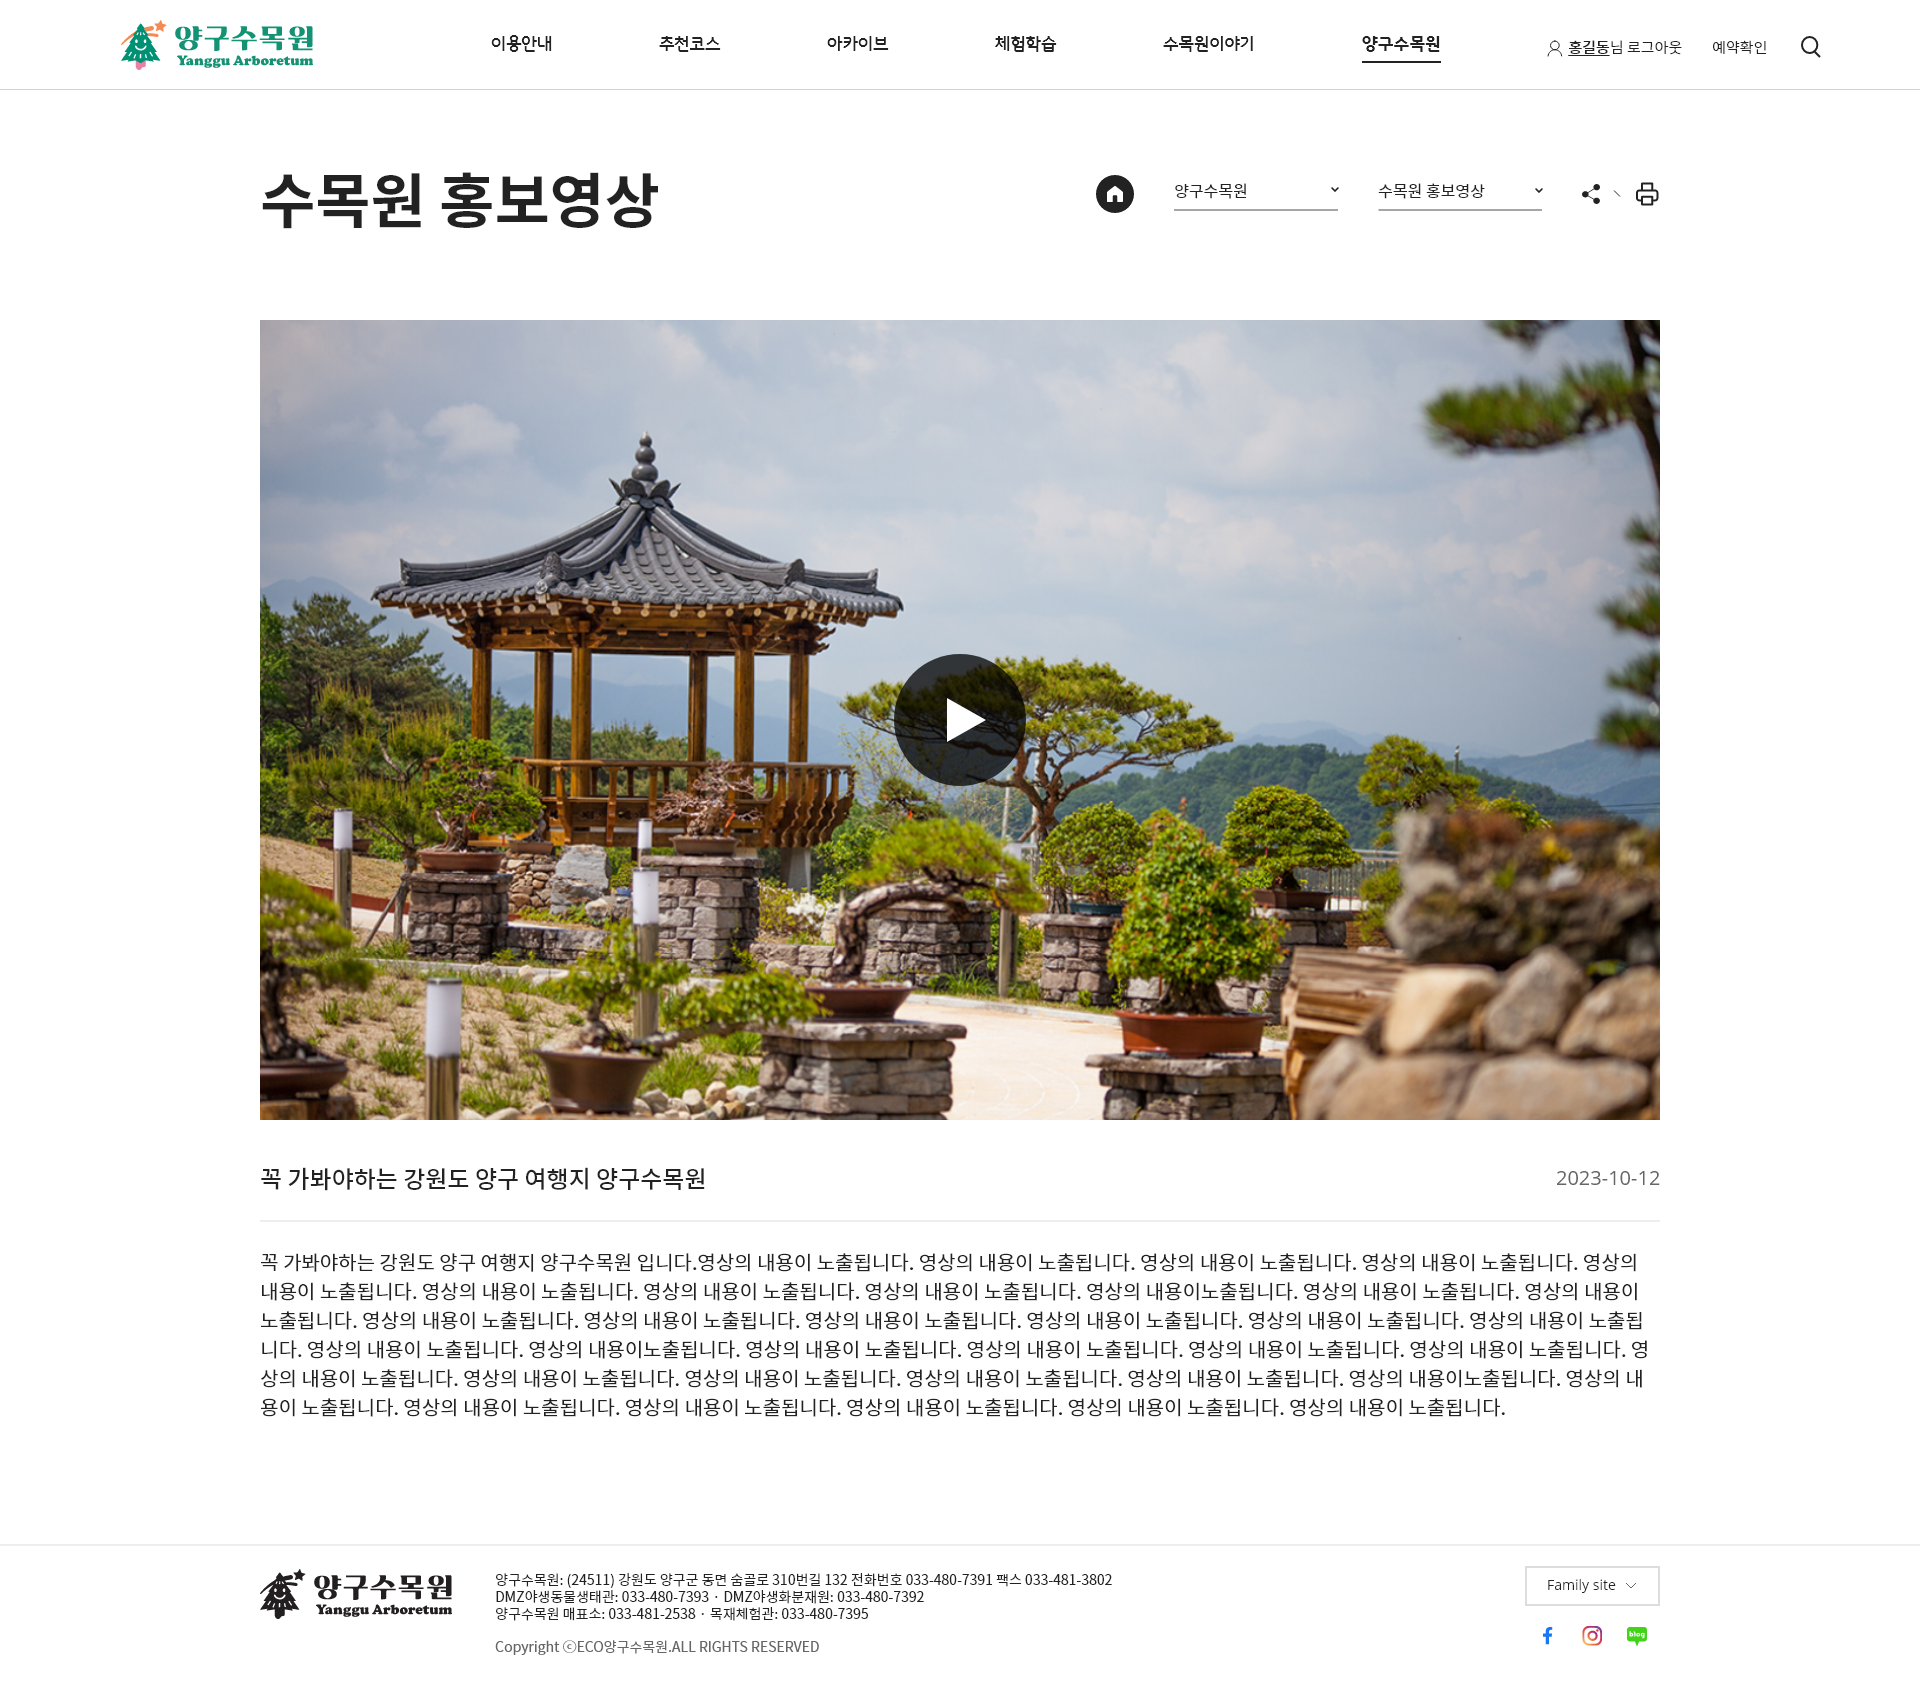 양구수목원
Yanggu Arboretum
이용안내
추천코스
아카이브
체험학습
수목원이야기
양구수목원
홍길동님 로그아웃
예약확인
수목원 홍보영상
양구수목원
수목원 홍보영상
꼭 가봐야하는 강원도 양구 여행지 양구수목원
2023-10-12
꼭 가봐야하는 강원도 양구 여행지 양구수목원 입니다.영상의 내용이 노출됩니다. 영상의 내용이 노출됩니다. 영상의 내용이 노출됩니다. 영상의 내용이 노출됩니다. 영상의
내용이 노출됩니다. 영상의 내용이 노출됩니다. 영상의 내용이 노출됩니다. 영상의 내용이 노출됩니다. 영상의 내용이노출됩니다. 영상의 내용이 노출됩니다. 영상의 내용이
노출됩니다. 영상의 내용이 노출됩니다. 영상의 내용이 노출됩니다. 영상의 내용이 노출됩니다. 영상의 내용이 노출됩니다. 영상의 내용이 노출됩니다. 영상의 내용이 노출됩
니다. 영상의 내용이 노출됩니다. 영상의 내용이노출됩니다. 영상의 내용이 노출됩니다. 영상의 내용이 노출됩니다. 영상의 내용이 노출됩니다. 영상의 내용이 노출됩니다. 영
상의 내용이 노출됩니다. 영상의 내용이 노출됩니다. 영상의 내용이 노출됩니다. 영상의 내용이 노출됩니다. 영상의 내용이 노출됩니다. 영상의 내용이노출됩니다. 영상의 내
용이 노출됩니다. 영상의 내용이 노출됩니다. 영상의 내용이 노출됩니다. 영상의 내용이 노출됩니다. 영상의 내용이 노출됩니다. 영상의 내용이 노출됩니다.
양구수목원
Yanggu Arboretum
양구수목원: (24511) 강원도 양구군 동면 숨골로 310번길 132 전화번호 033-480-7391 팩스 033-481-3802
DMZ야생동물생태관: 033-480-7393 · DMZ야생화분재원: 033-480-7392
양구수목원 매표소: 033-481-2538 · 목재체험관: 033-480-7395
Copyright ⓒECO양구수목원.ALL RIGHTS RESERVED
Family site
blog